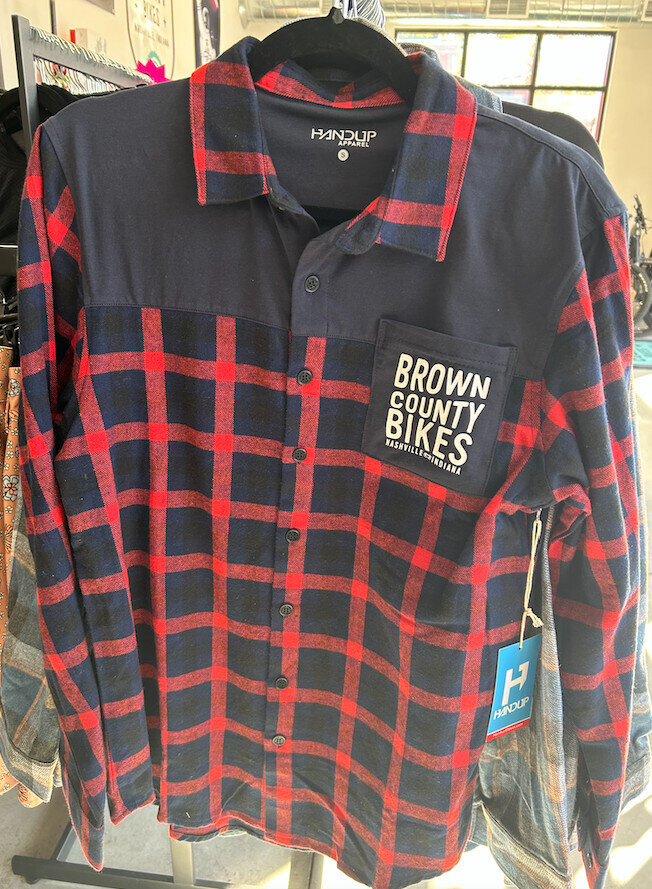 HANDUP
APPAREL
S
BROWN
COUNTY
BIKES
NASHVILLE INDIANA
H
HANDUP